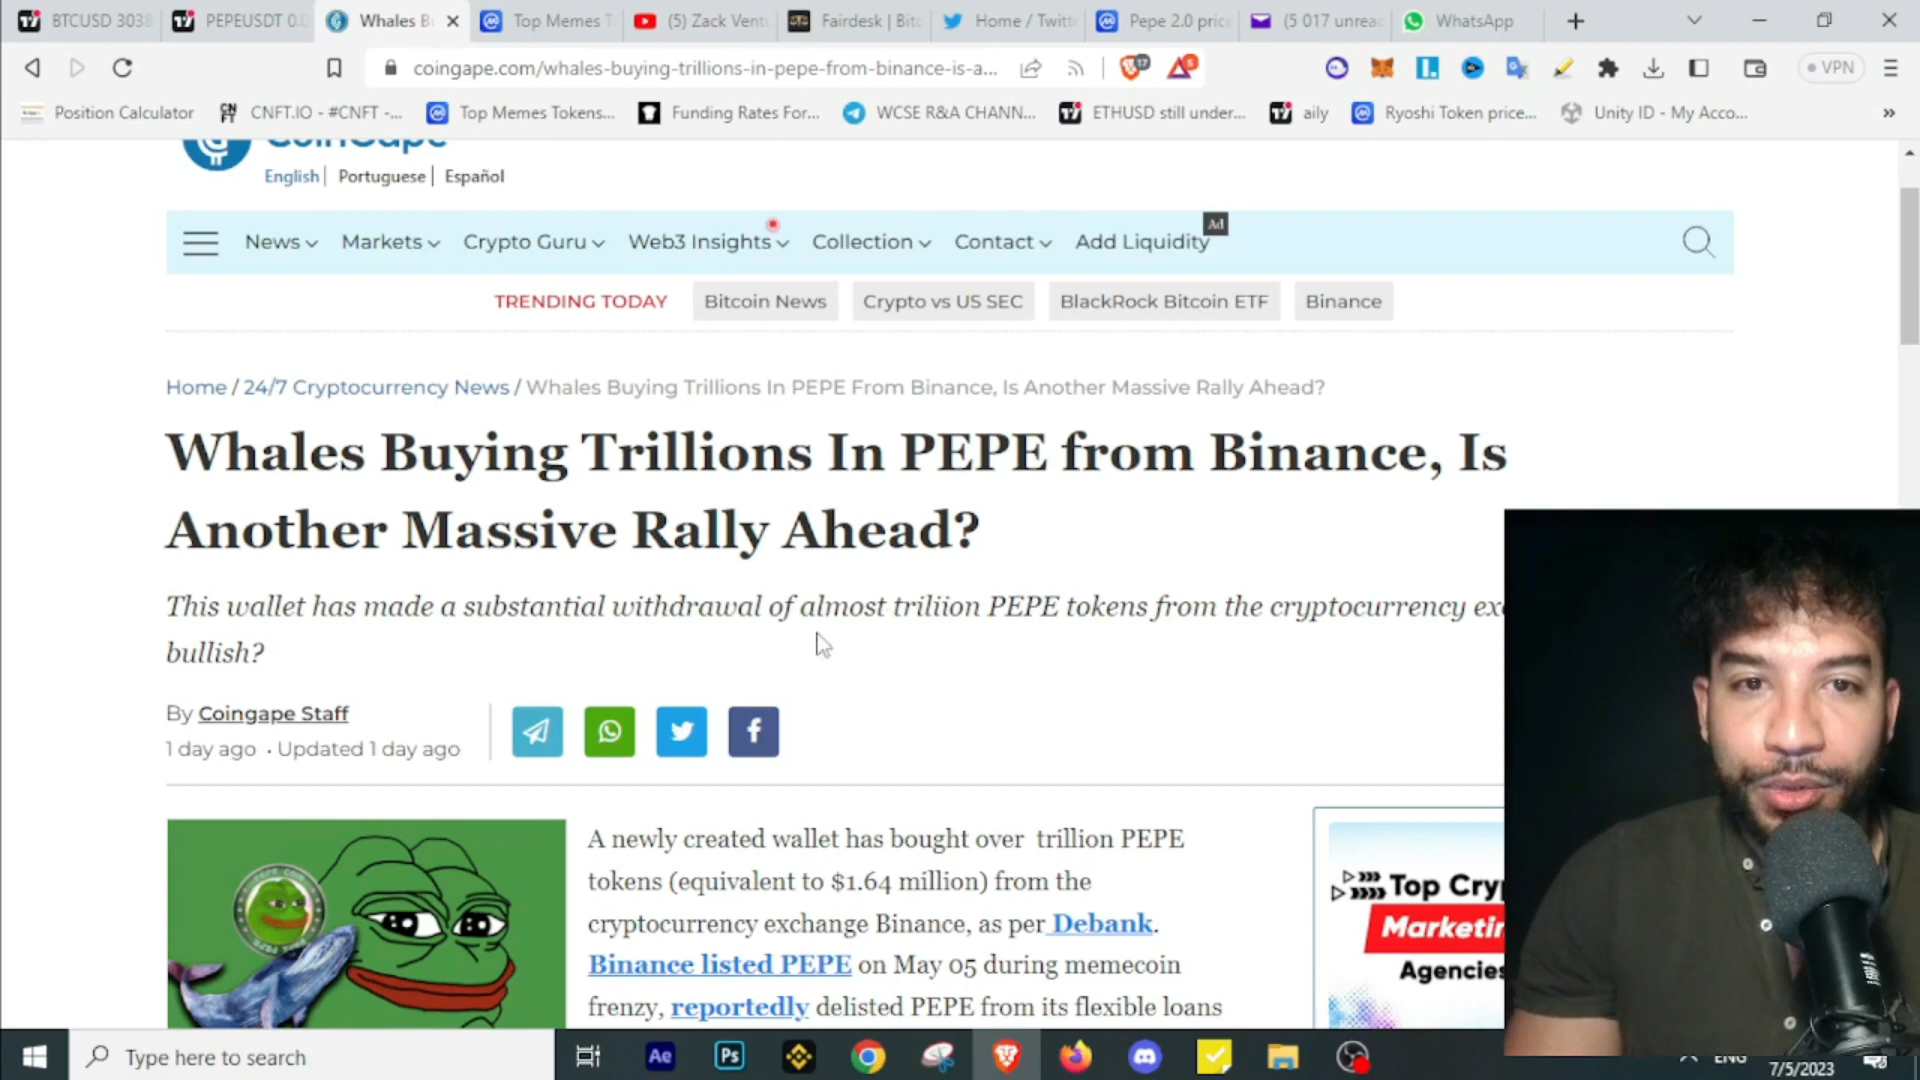 BTCUSD 3038
PEPEUSDT 0.0
Whales B
Top Memes T
(5) Zack Vent
Fairdesk | Bitc
Home / Twitt
Pepe 2.0 pric
(5 017 unrea
WhatsApp
coingape.com/whales-buying-trillions-in-pepe-from-binance-is-a...
17
5
VPN
Position Calculator
CNFT.IO - #CNFT -...
Top Memes Tokens...
Funding Rates For...
WCSE R&A CHANN...
ETHUSD still under...
aily
Ryoshi Token price...
Unity ID - My Acco...
CoinGape
English| Portuguese| Español
News Markets Crypto Guru Web3 Insights Collection Contact Add Liquidity
Ad
TRENDING TODAY Bitcoin News Crypto vs US SEC BlackRock Bitcoin ETF Binance
Home / 24/7 Cryptocurrency News / Whales Buying Trillions In PEPE From Binance, Is Another Massive Rally Ahead?
Whales Buying Trillions In PEPE from Binance, Is
Another Massive Rally Ahead?
This wallet has made a substantial withdrawal of almost triliion PEPE tokens from the cryptocurrency ex
bullish?
By Coingape Staff
1 day ago · Updated 1 day ago
A newly created wallet has bought over trillion PEPE
tokens (equivalent to $1.64 million) from the
cryptocurrency exchange Binance, as per Debank.
Binance listed PEPE on May 05 during memecoin
frenzy, reportedly delisted PEPE from its flexible loans
Top Cryp
Marketin
Agencies
Type here to search
Ae
Ps
ENG
7/5/2023